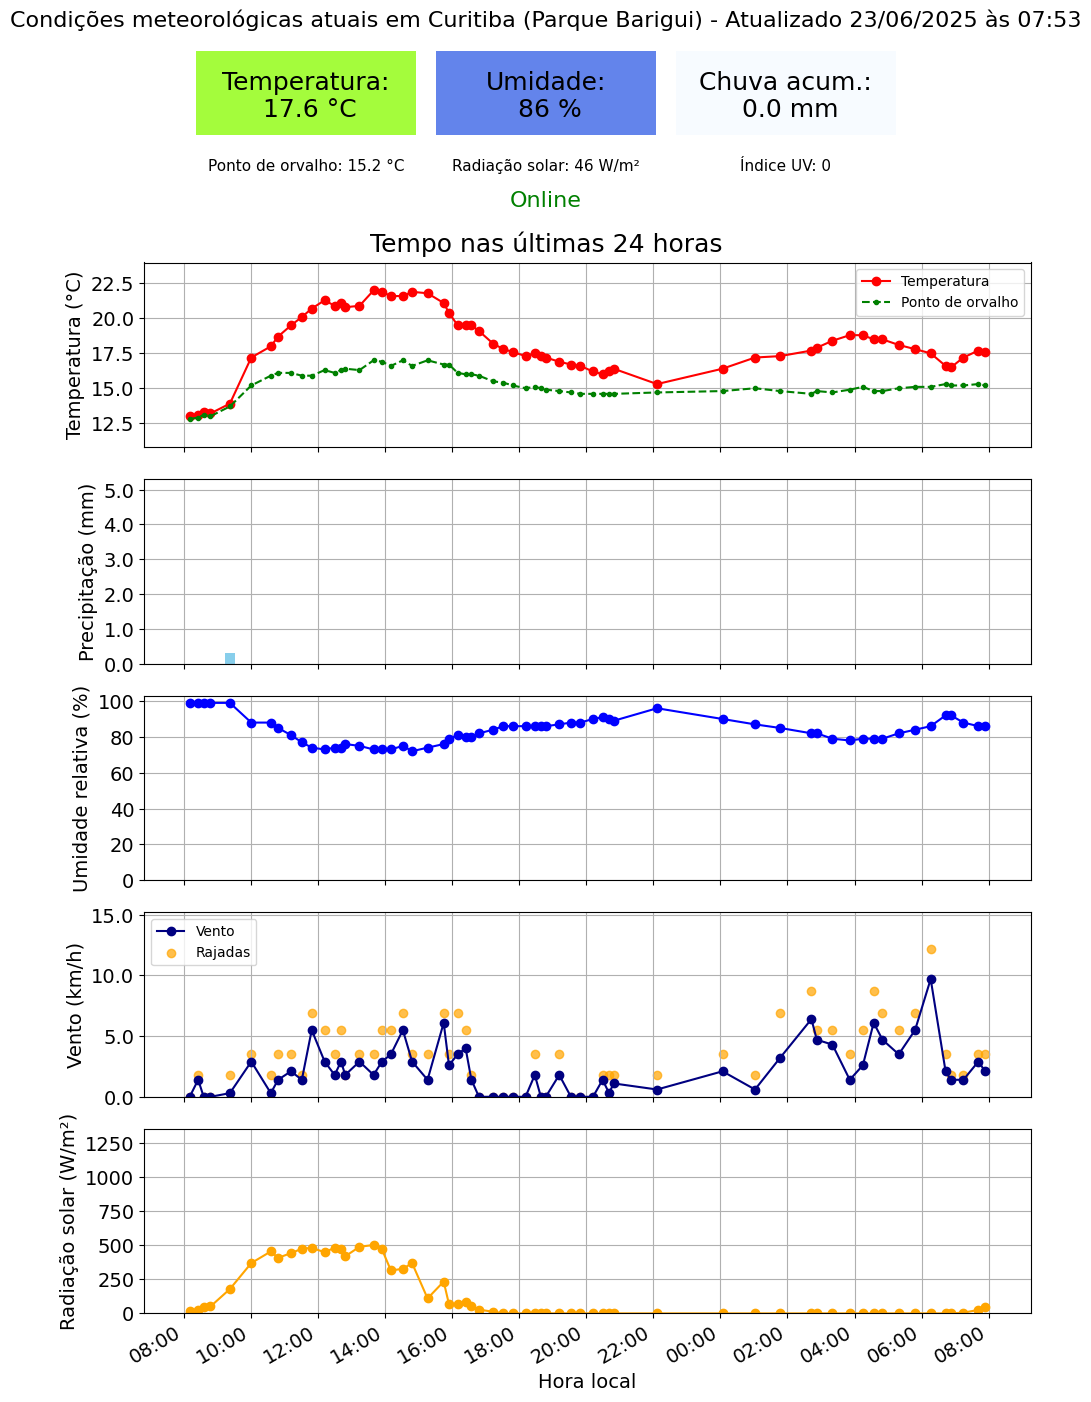 Condições meteorológicas atuais em Curitiba (Parque Barigui) - Atualizado 23/06/2025 às 07:53
Temperatura:
17.6 °C
Umidade:
86 %
Chuva acum.:
0.0 mm
Ponto de orvalho: 15.2 °C
Radiação solar: 46 W/m²
Índice UV: 0
Online
Tempo nas últimas 24 horas
Temperatura (°C)
22.5
20.0
17.5
15.0
12.5
Temperatura
Ponto de orvalho
Precipitação (mm)
5.0
4.0
3.0
2.0
1.0
0.0
Umidade relativa (%)
100
80
60
40
20
0
Vento (km/h)
15.0
10.0
5.0
0.0
Vento
Rajadas
Radiação solar (W/m²)
1250
1000
750
500
250
0
08:00
10:00
12:00
14:00
16:00
18:00
20:00
22:00
00:00
02:00
04:00
06:00
08:00
Hora local